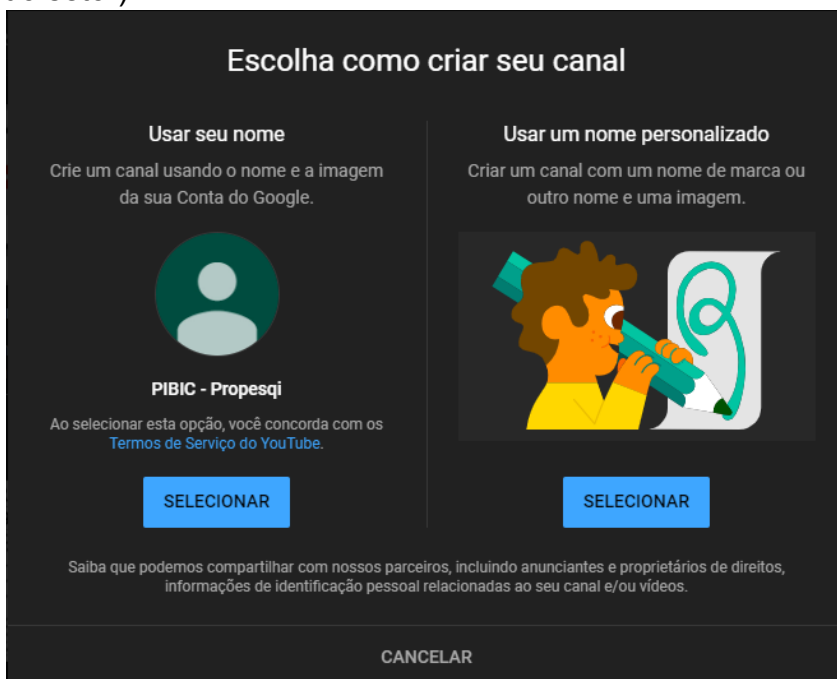 Escolha como criar seu canal
Usar seu nome
Crie um canal usando o nome e a imagem
da sua Conta do Google.
PIBIC - Propesqi
Ao selecionar esta opção, você concorda com os
Termos de Serviço do YouTube.
SELECIONAR
Usar um nome personalizado
Criar um canal com um nome de marca ou
outro nome e uma imagem.
SELECIONAR
Saiba que podemos compartilhar com nossos parceiros, incluindo anunciantes e proprietários de direitos,
informações de identificação pessoal relacionadas ao seu canal e/ou vídeos.
CANCELAR